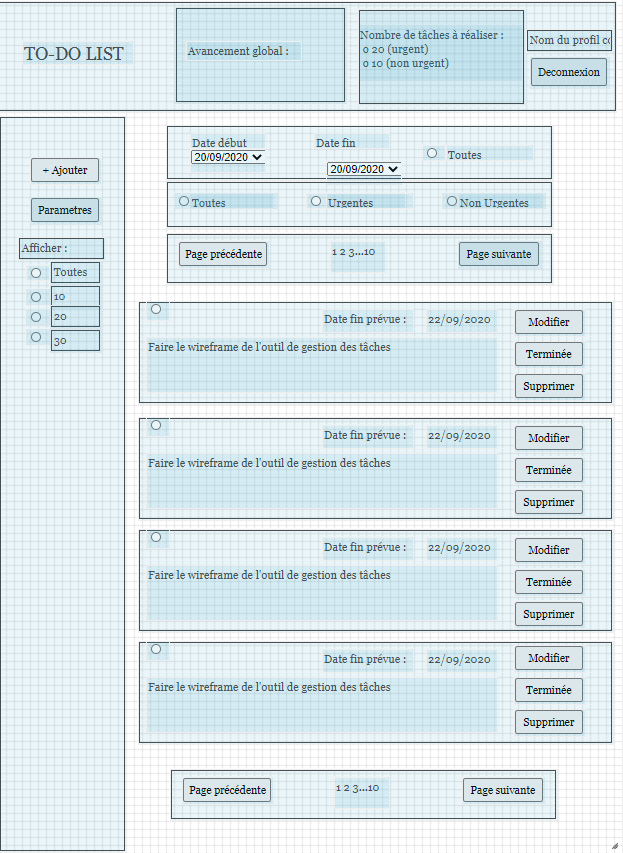 TO-DO LIST
Avancement global :
Nombre de tâches à réaliser :
o 20 (urgent)
o 10 (non urgent)
Nom du profil
Deconnexion
+ Ajouter
Parametres
Afficher :
Toutes
10
20
30
Date début
20/09/2020
Date fin
20/09/2020
Toutes
Toutes
Urgentes
Non Urgentes
Page précédente
1 2 3...10
Page suivante
Date fin prévue :
22/09/2020
Modifier
Faire le wireframe de l'outil de gestion des tâches
Terminée
Supprimer
Date fin prévue :
22/09/2020
Modifier
Faire le wireframe de l'outil de gestion des tâches
Terminée
Supprimer
Date fin prévue :
22/09/2020
Modifier
Faire le wireframe de l'outil de gestion des tâches
Terminée
Supprimer
Date fin prévue :
22/09/2020
Modifier
Faire le wireframe de l'outil de gestion des tâches
Terminée
Supprimer
Page précédente
1 2 3...10
Page suivante